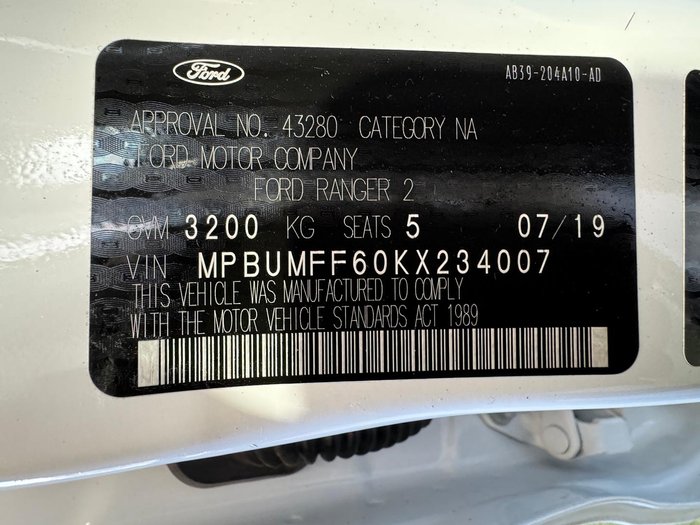 Ford AB39-204A10-AD
APPROVAL NO. 43280 CATEGORY NA
FORD MOTOR COMPANY
FORD RANGER 2
GVM 3200 KG SEATS 5 07/19
VIN MPBUMFF60KX234007
THIS VEHICLE WAS MANUFACTURED TO COMPLY
WITH THE MOTOR VEHICLE STANDARDS ACT 1989